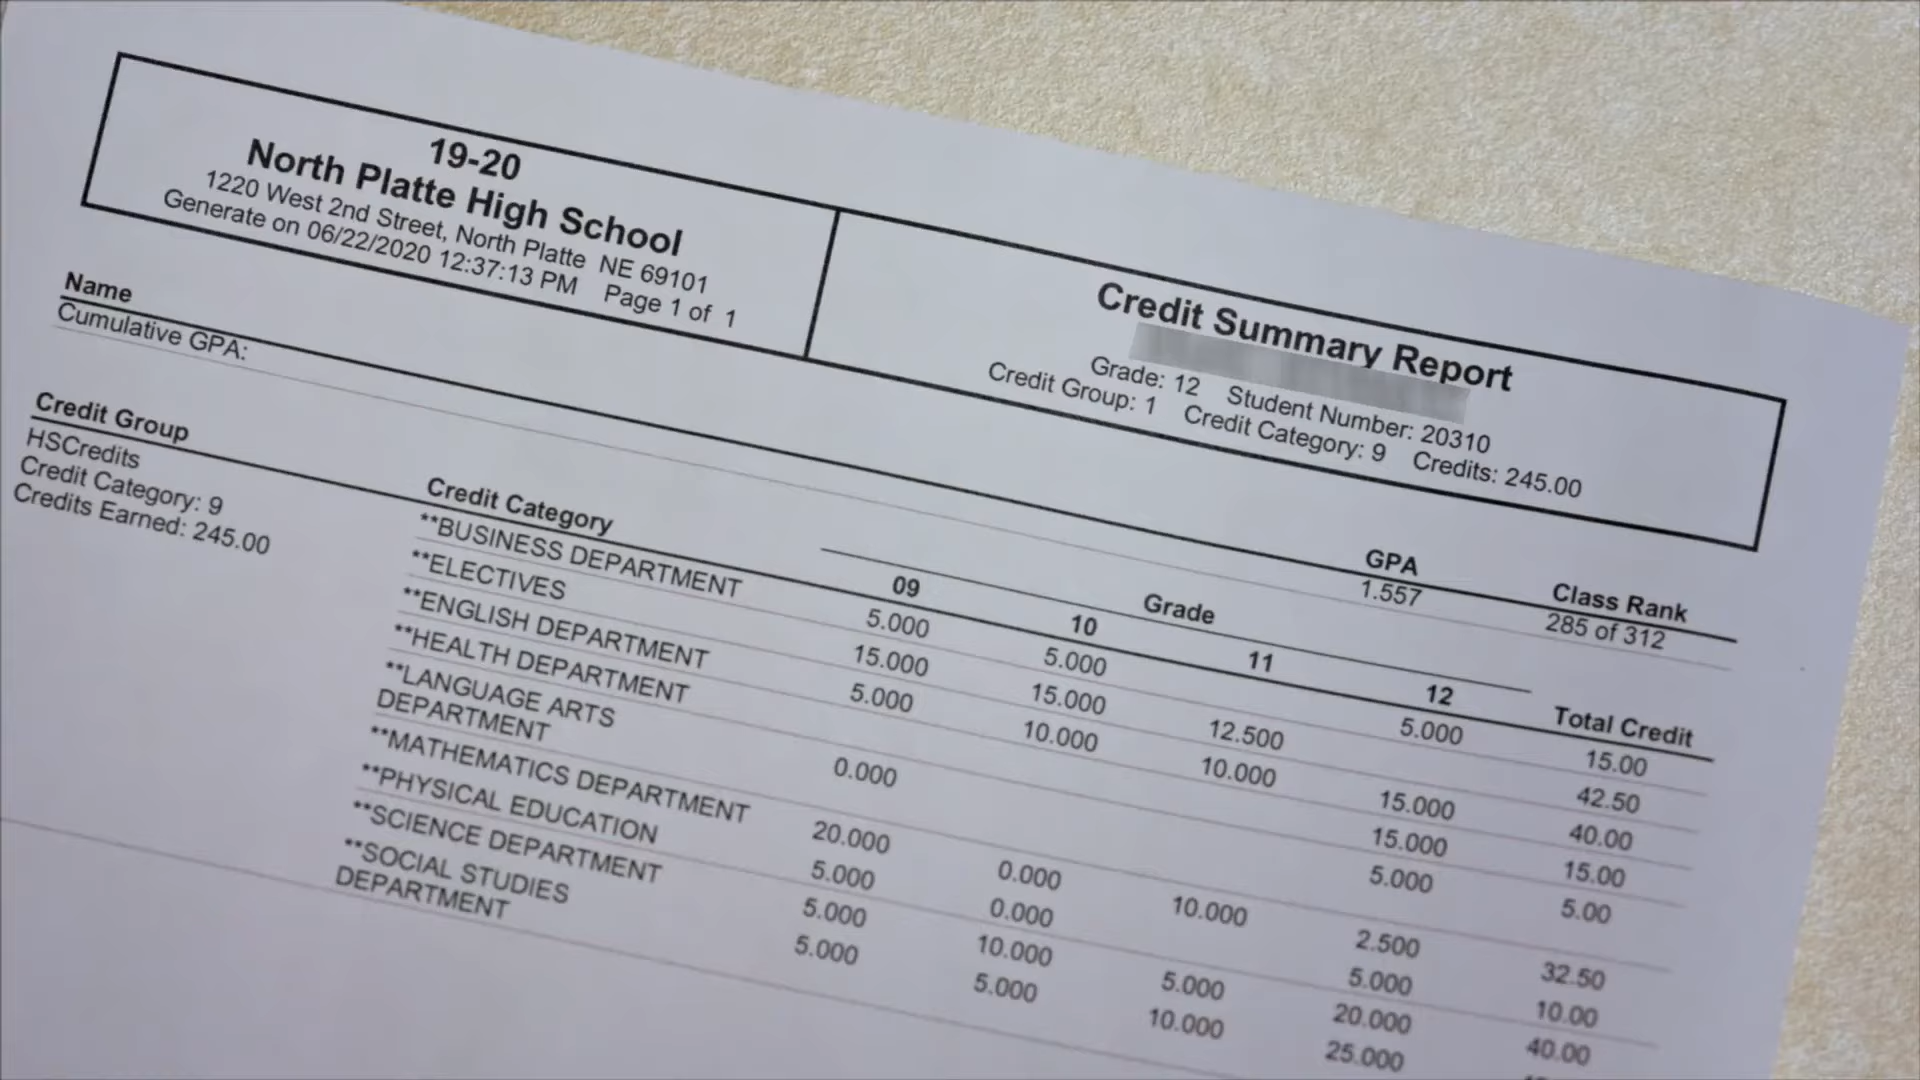 19-20
North Platte High School
1220 West 2nd Street, North Platte NE 69101
Generate on 06/22/2020 12:37:13 PM Page 1 of 1
Credit Summary Report
Grade: 12 Student Number: 20310
Credit Group: 1 Credit Category: 9 Credits: 245.00
Name GPA Class Rank
Cumulative GPA: 1.557 285 of 312
Grade
Credit Group Credit Category 09 10 11 12 Total Credit
HSCredits
Credit Category: 9
Credits Earned: 245.00
**BUSINESS DEPARTMENT 5.000 5.000 5.000 15.00
**ELECTIVES 15.000 15.000 12.500 42.50
**ENGLISH DEPARTMENT 5.000 10.000 10.000 15.000 40.00
**HEALTH DEPARTMENT 15.000 15.00
**LANGUAGE ARTS 0.000 5.000 5.00
DEPARTMENT
**MATHEMATICS DEPARTMENT 20.000 0.000 10.000 2.500 32.50
**PHYSICAL EDUCATION 5.000 0.000 5.000 10.00
**SCIENCE DEPARTMENT 5.000 10.000 5.000 20.000 40.00
**SOCIAL STUDIES 5.000 5.000 10.000 25.000
DEPARTMENT